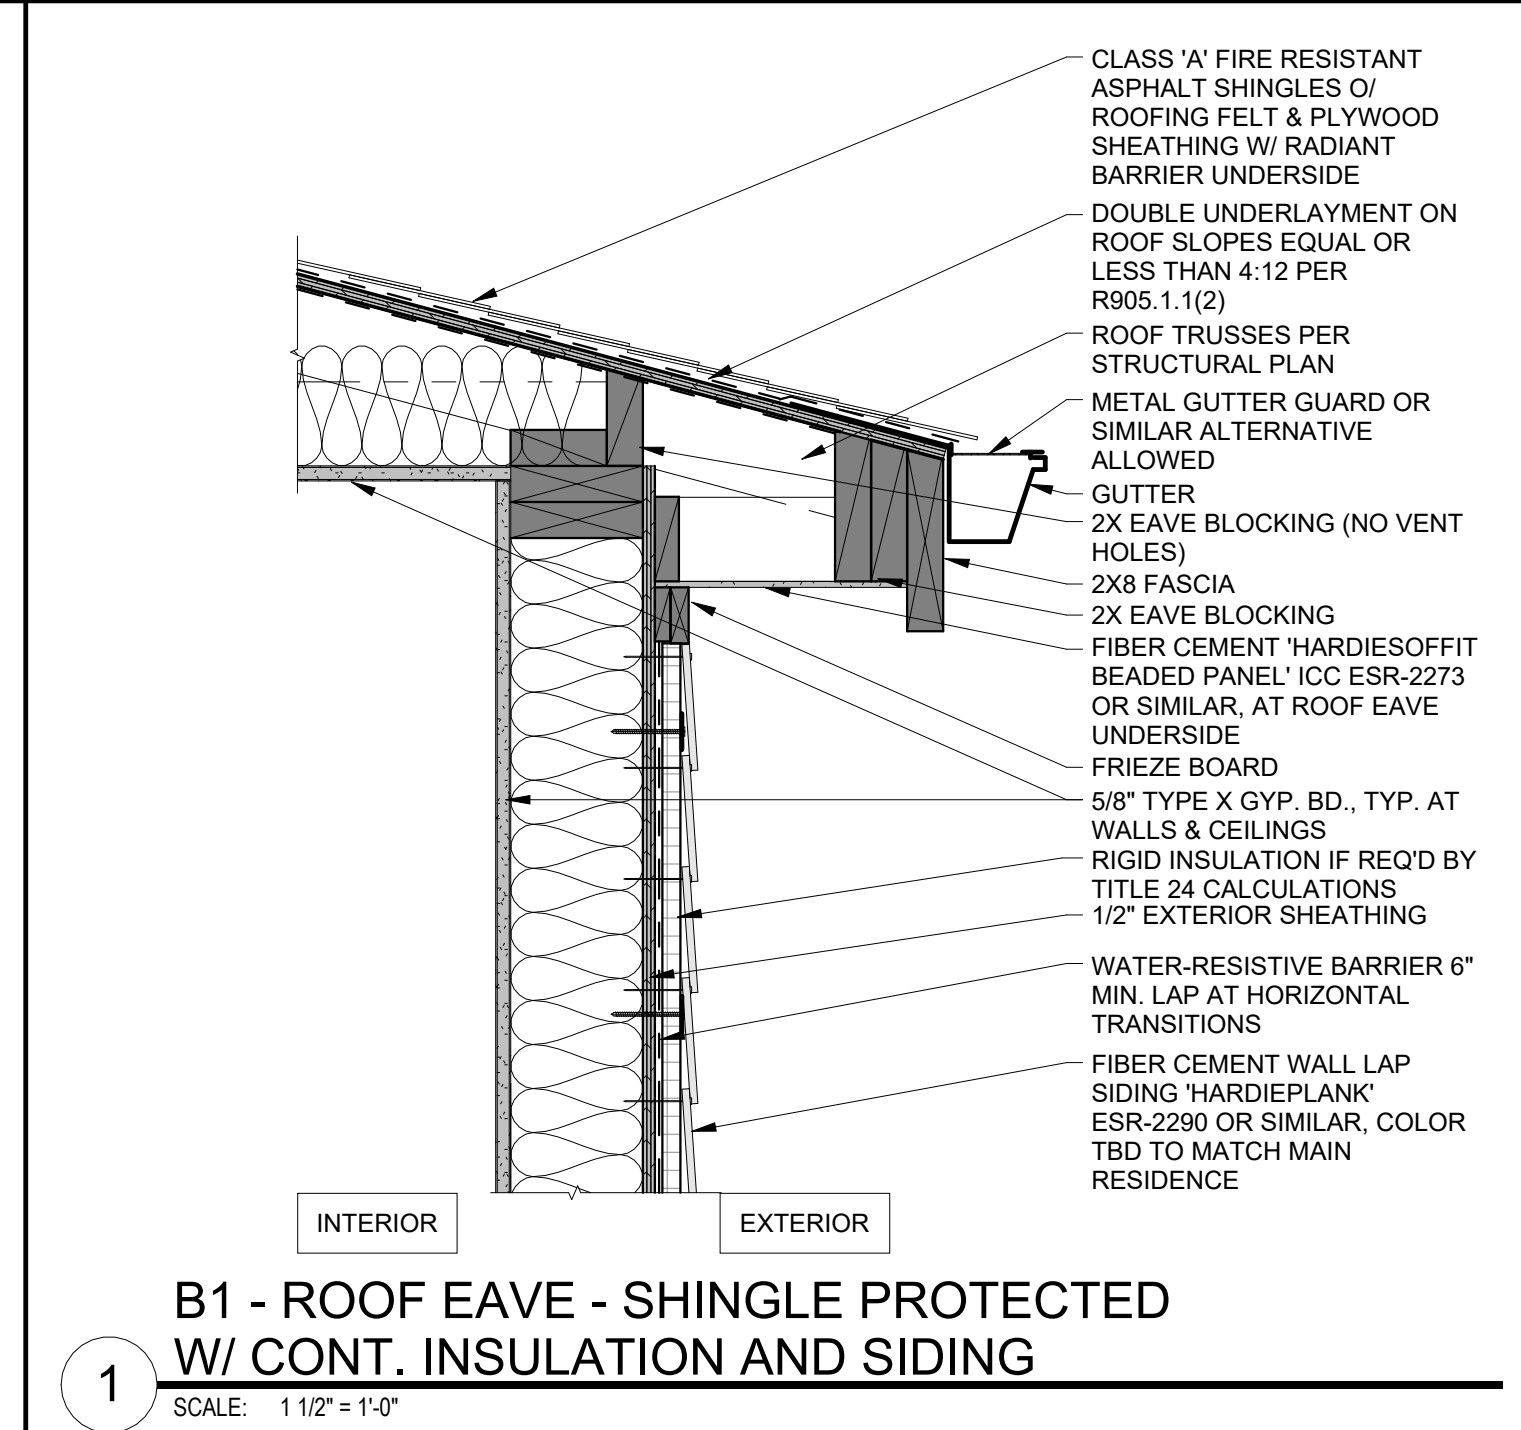 CLASS 'A' FIRE RESISTANT
ASPHALT SHINGLES O/
ROOFING FELT & PLYWOOD
SHEATHING W/ RADIANT
BARRIER UNDERSIDE
DOUBLE UNDERLAYMENT ON
ROOF SLOPES EQUAL OR
LESS THAN 4:12 PER
R905.1.1(2)
ROOF TRUSSES PER
STRUCTURAL PLAN
METAL GUTTER GUARD OR
SIMILAR ALTERNATIVE
ALLOWED
GUTTER
2X EAVE BLOCKING (NO VENT
HOLES)
2X8 FASCIA
2X EAVE BLOCKING
FIBER CEMENT 'HARDIESOFFIT
BEADED PANEL' ICC ESR-2273
OR SIMILAR, AT ROOF EAVE
UNDERSIDE
FRIEZE BOARD
5/8" TYPE X GYP. BD., TYP. AT
WALLS & CEILINGS
RIGID INSULATION IF REQ'D BY
TITLE 24 CALCULATIONS
1/2" EXTERIOR SHEATHING
WATER-RESISTIVE BARRIER 6"
MIN. LAP AT HORIZONTAL
TRANSITIONS
FIBER CEMENT WALL LAP
SIDING 'HARDIEPLANK'
ESR-2290 OR SIMILAR, COLOR
TBD TO MATCH MAIN
RESIDENCE
INTERIOR
EXTERIOR
B1 - ROOF EAVE - SHINGLE PROTECTED
W/ CONT. INSULATION AND SIDING
1
SCALE: 1 1/2" = 1'-0"